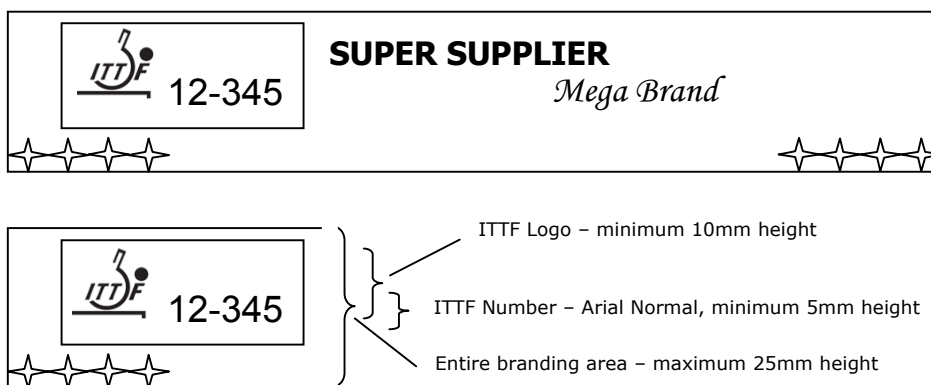 ITTF
12-345
SUPER SUPPLIER
Mega Brand
ITTF Logo – minimum 10mm height
ITTF
12-345
ITTF Number – Arial Normal, minimum 5mm height
Entire branding area – maximum 25mm height